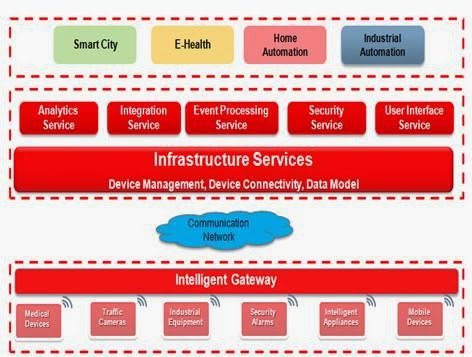 Smart City
E-Health
Home
Automation
Industrial
Automation
Analytics
Service
Integration
Service
Event Processing
Service
Security
Service
User Interface
Service
Infrastructure Services
Device Management, Device Connectivity, Data Model
Communication
Network
Intelligent Gateway
Medical
Devices
Traffic
Cameras
Industrial
Equipment
Security
Alarms
Intelligent
Appliances
Mobile
Devices